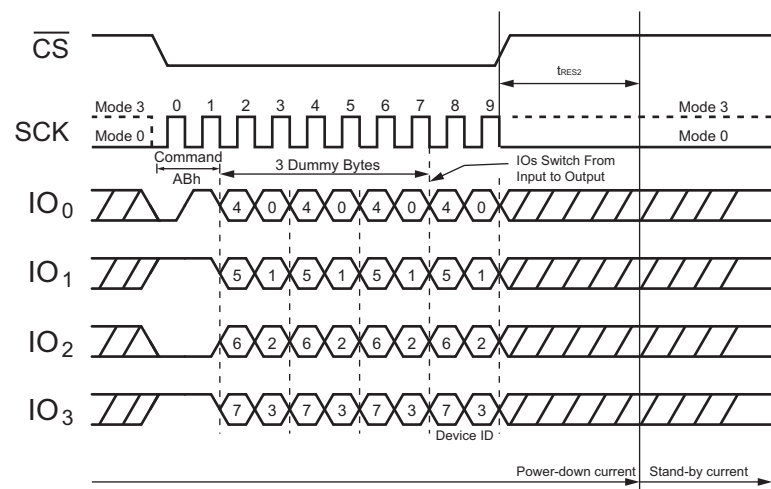 CS
tRES2
0 1 2 3 4 5 6 7 8 9
Mode 3
Mode 3
SCK
Mode 0
Mode 0
Command
3 Dummy Bytes
IOs Switch From
Input to Output
ABh
IO0
4 0 4 0 4 0 4 0
IO1
5 1 5 1 5 1 5 1
IO2
6 2 6 2 6 2 6 2
IO3
7 3 7 3 7 3 7 3
Device ID
Power-down current
Stand-by current